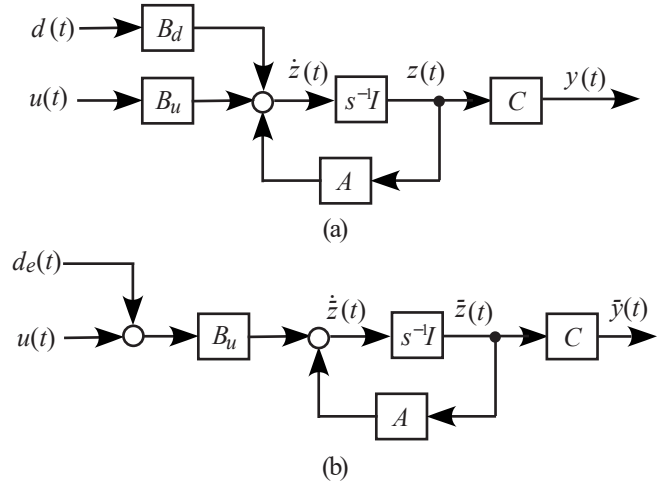 d(t) B_d
ż(t) z(t) y(t)
u(t) B_u s⁻¹I C
A
(a)
d_e(t)
z̄̇(t) z̄(t) ȳ(t)
u(t) B_u s⁻¹I C
A
(b)